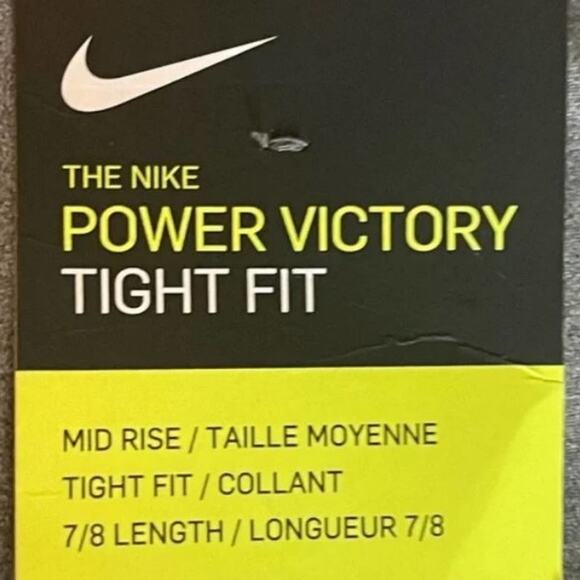 THE NIKE
POWER VICTORY
TIGHT FIT
MID RISE / TAILLE MOYENNE
TIGHT FIT / COLLANT
7/8 LENGTH / LONGUEUR 7/8